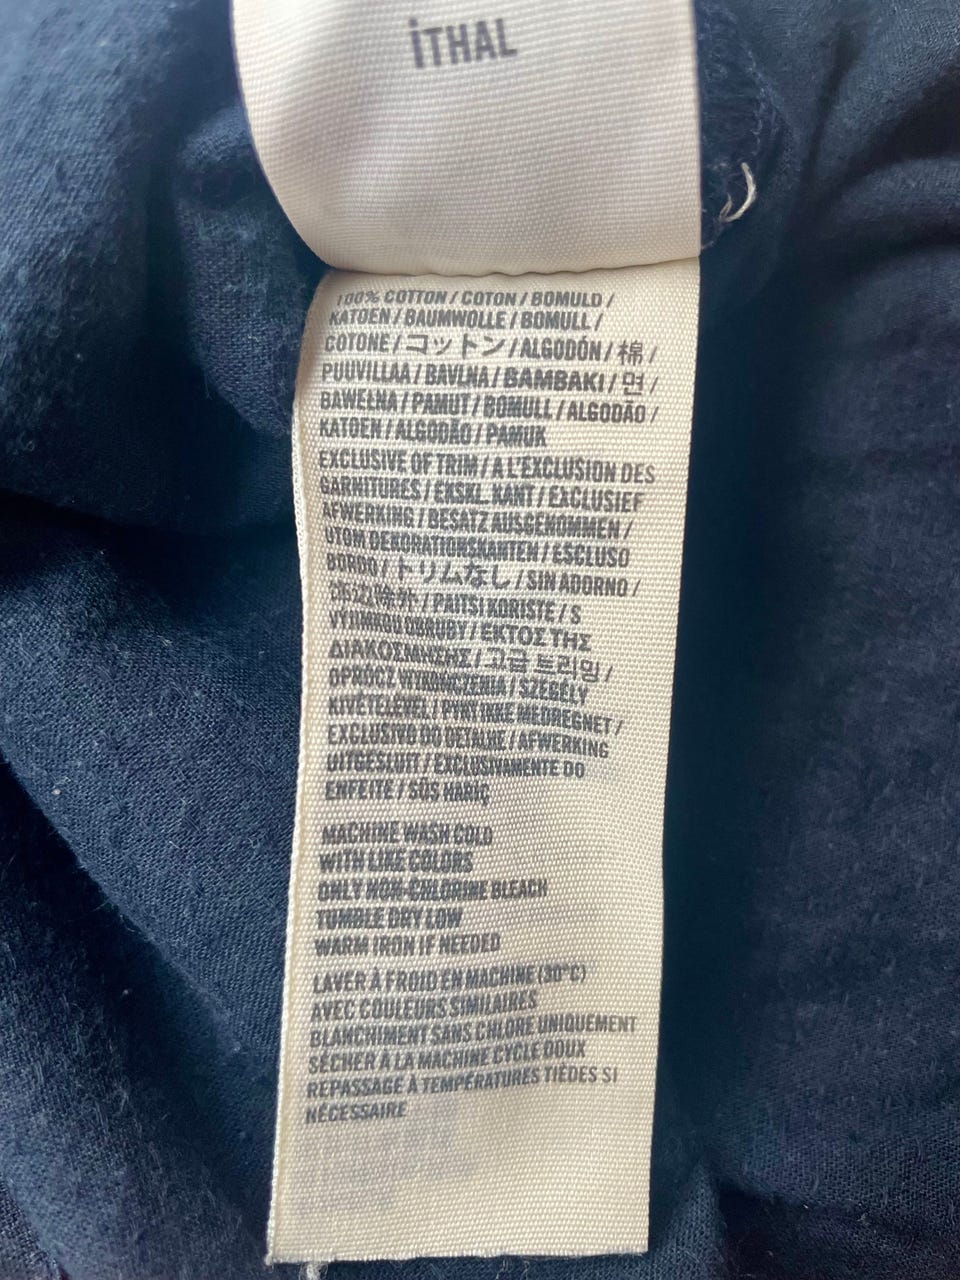 İTHAL
100% COTTON / COTON / BOMULD /
KATOEN / BAUMWOLLE / BOMULL /
COTONE / コットン / ALGODÓN / 棉 /
PUUVILLAA / BAVLNA / BAMBAKI / 면 /
BAWEŁNA / PAMUT / BOMULL / ALGODÃO /
KATOEN / ALGODÃO / PAMUK
EXCLUSIVE OF TRIM / A L'EXCLUSION DES
GARNITURES / EKSKL. KANT / EXCLUSIEF
AFWERKING / BESATZ AUSGENOMMEN /
UTOM DEKORATIONSKANTEN / ESCLUSO
BORDO / トリムなし / SIN ADORNO /
除外 / PAITSI KORISTE / S
VÝJIMKOU OBRUBY / ΕΚΤΟΣ ΤΗΣ
ΔΙΑΚΟΣΜΗΣΗΣ / 고급 트리밍 /
OPRÓCZ WYKOŃCZENIA / SZEGÉLY
KIVÉTELÉVEL / PYNT IKKE MEDREGNET /
EXCLUSIVO DO DETALHE / AFWERKING
UITGESLUIT / EXCLUSIVAMENTE DO
ENFEITE / SÜS HARİÇ
MACHINE WASH COLD
WITH LIKE COLORS
ONLY NON-CHLORINE BLEACH
TUMBLE DRY LOW
WARM IRON IF NEEDED
LAVER À FROID EN MACHINE (30°C)
AVEC COULEURS SIMILAIRES
BLANCHIMENT SANS CHLORE UNIQUEMENT
SÉCHER À LA MACHINE CYCLE DOUX
REPASSAGE À TEMPÉRATURES TIÈDES SI
NÉCESSAIRE